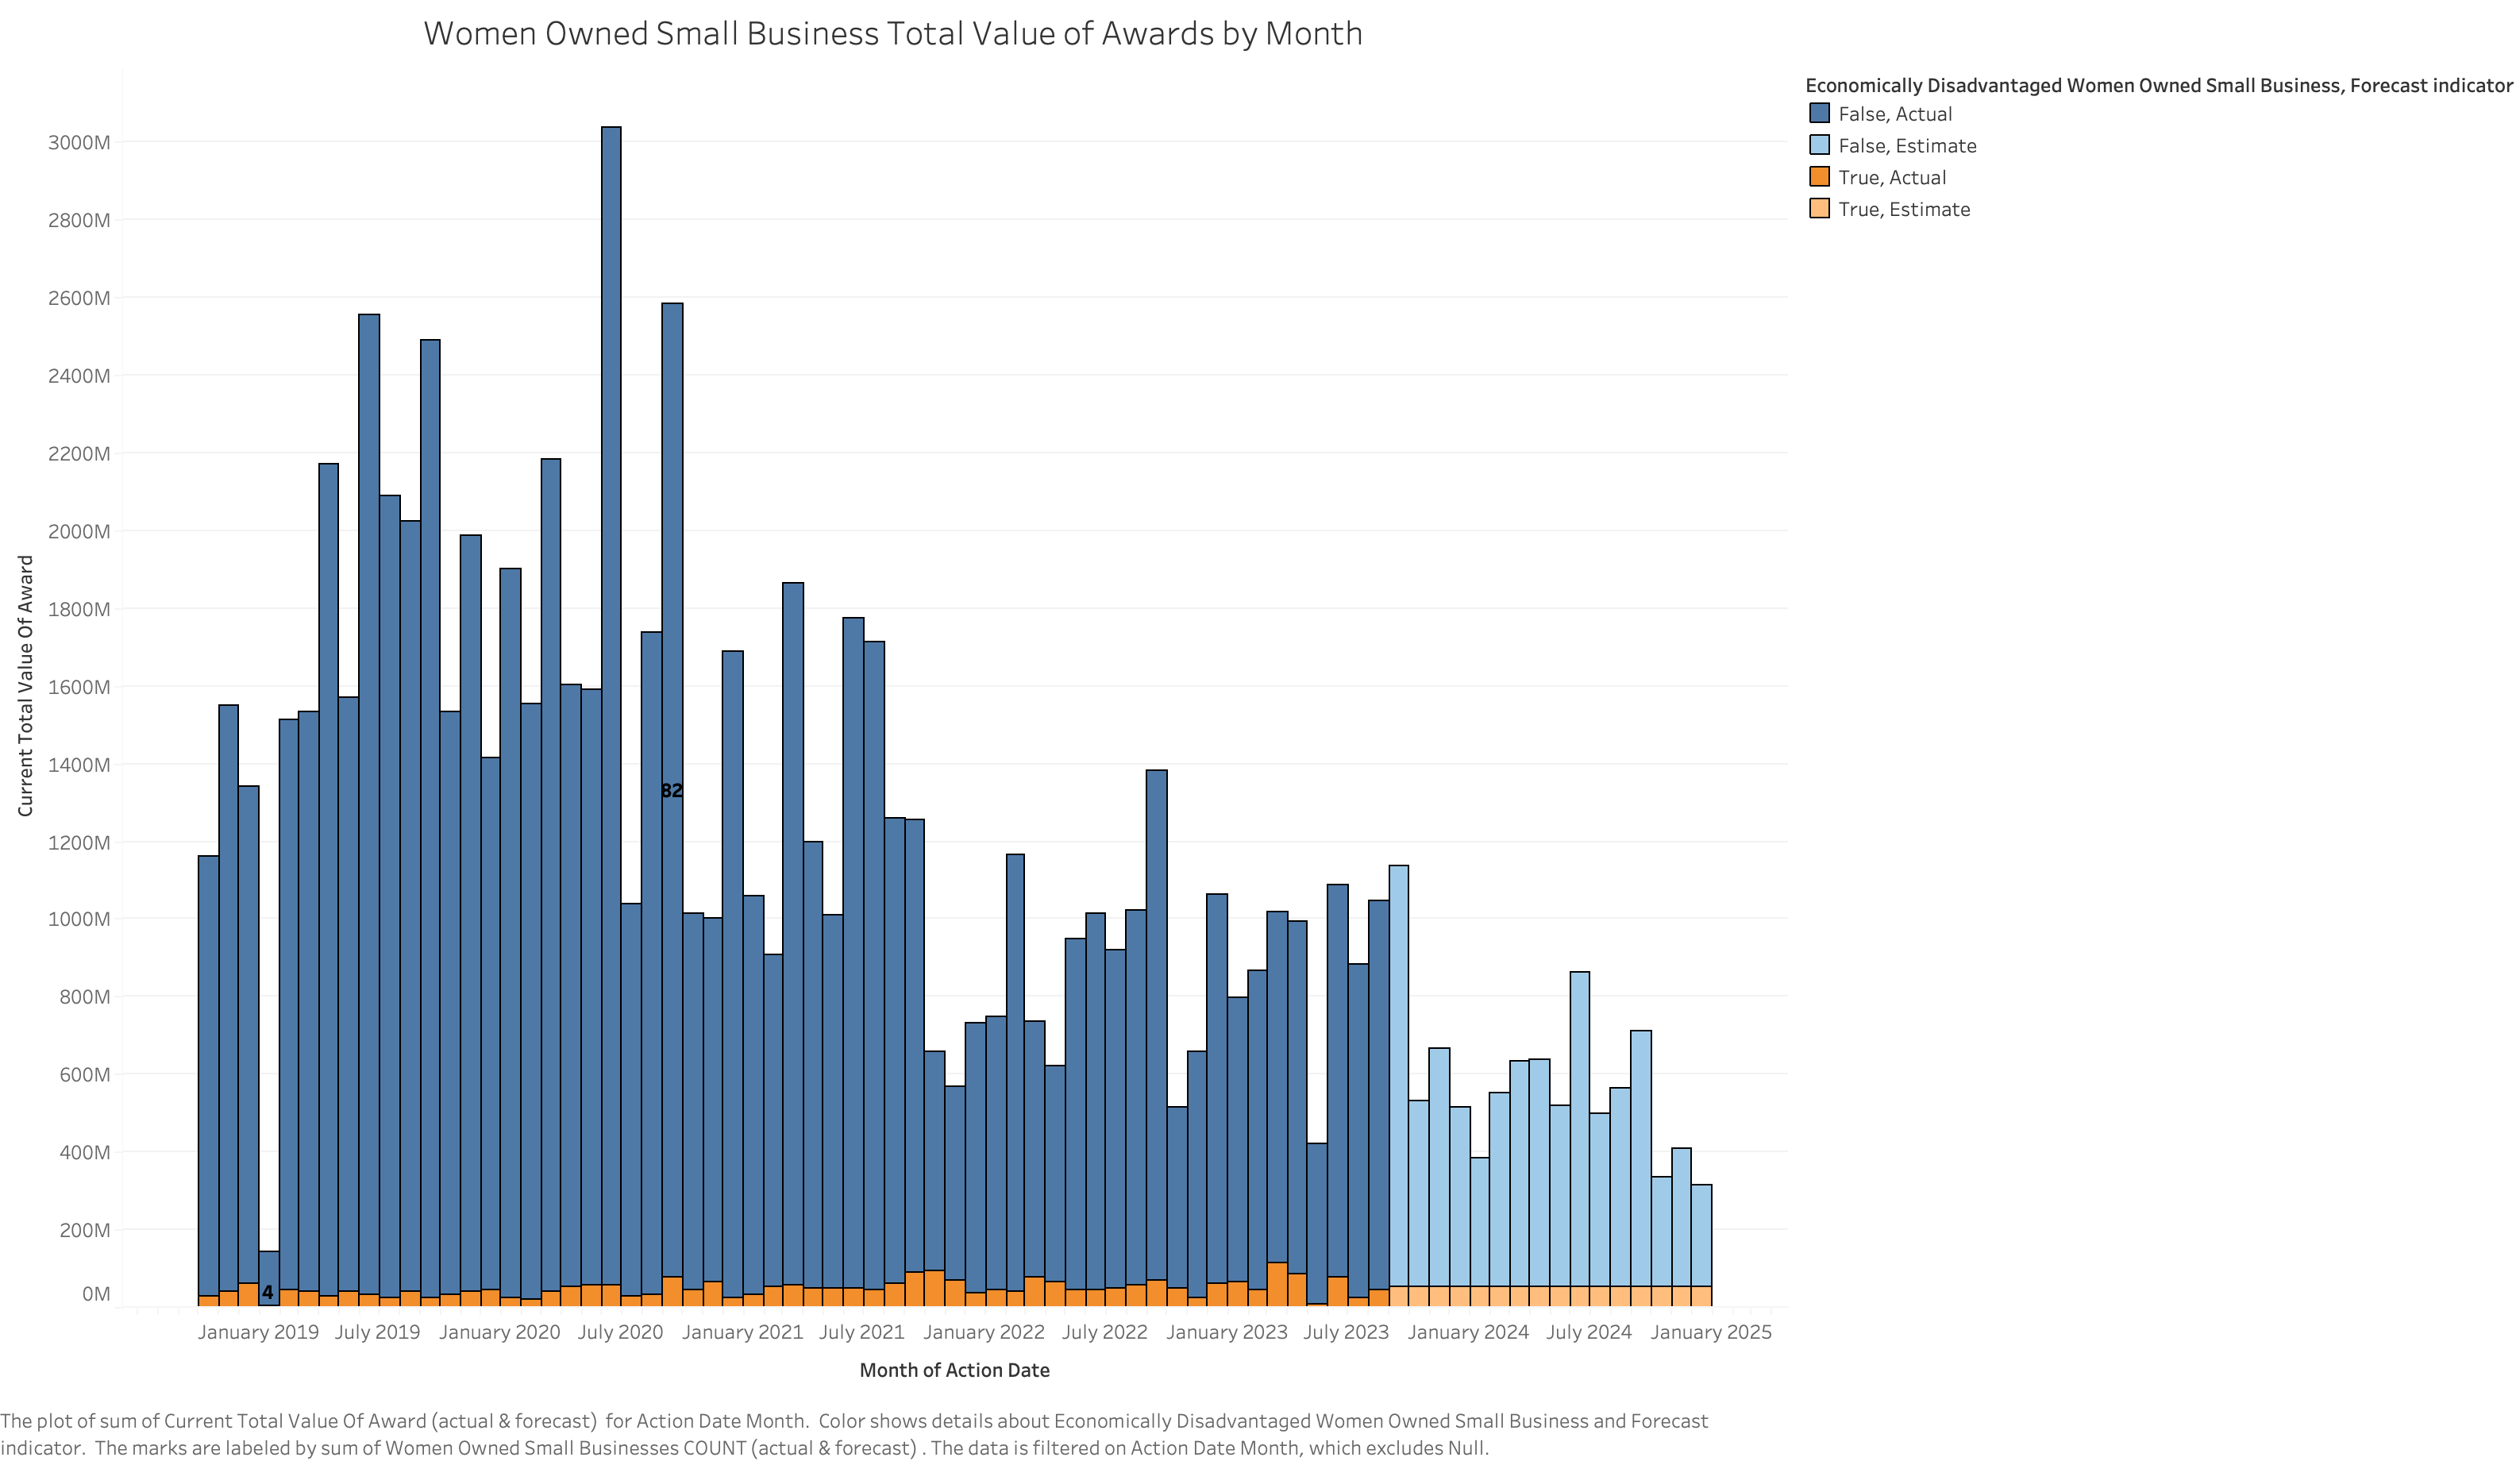 Women Owned Small Business Total Value of Awards by Month
Economically Disadvantaged Women Owned Small Business, Forecast indicator
False, Actual
False, Estimate
True, Actual
True, Estimate
Current Total Value Of Award
3000M
2800M
2600M
2400M
2200M
2000M
1800M
1600M
1400M
1200M
1000M
800M
600M
400M
200M
0M
82
4
January 2019
July 2019
January 2020
July 2020
January 2021
July 2021
January 2022
July 2022
January 2023
July 2023
January 2024
July 2024
January 2025
Month of Action Date
The plot of sum of Current Total Value Of Award (actual & forecast)  for Action Date Month.  Color shows details about Economically Disadvantaged Women Owned Small Business and Forecast
indicator.  The marks are labeled by sum of Women Owned Small Businesses COUNT (actual & forecast) . The data is filtered on Action Date Month, which excludes Null.